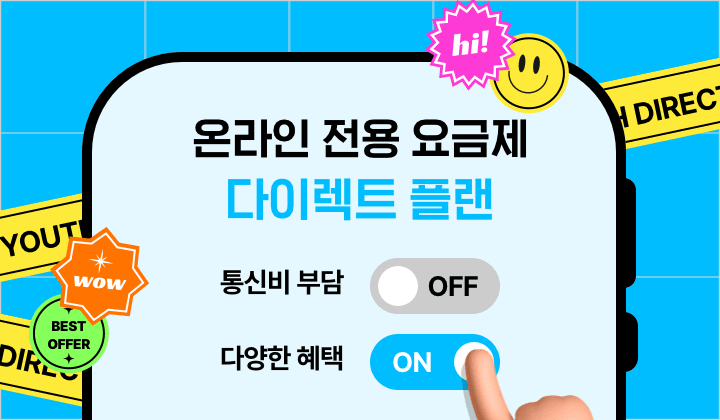 hi!
H DIRECT
온라인 전용 요금제
다이렉트 플랜
YOUT
wow
통신비 부담 OFF
BEST
OFFER
DIREC
다양한 혜택 ON